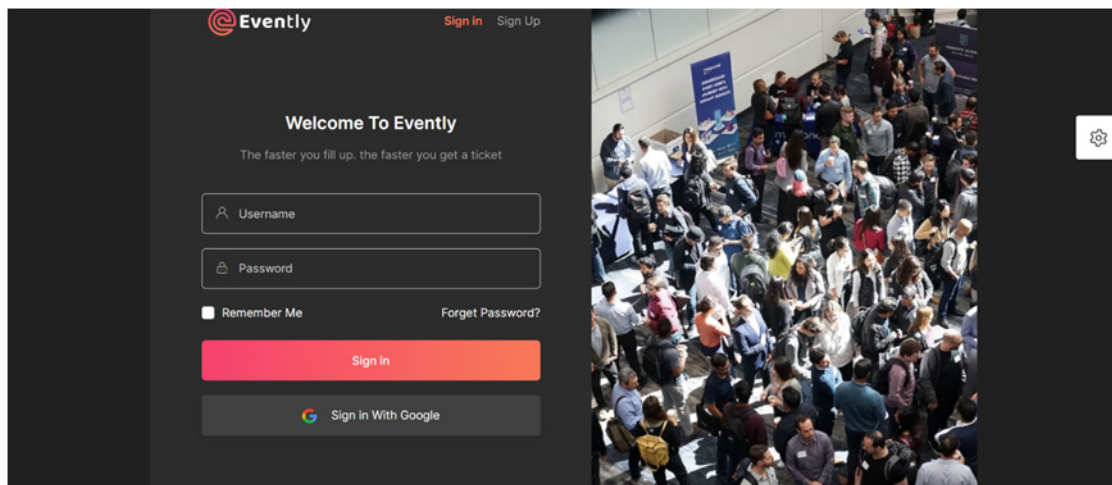 Evently
Sign in Sign Up
Welcome To Evently
The faster you fill up. the faster you get a ticket
Username
Password
Remember Me Forget Password?
Sign in
Sign in With Google